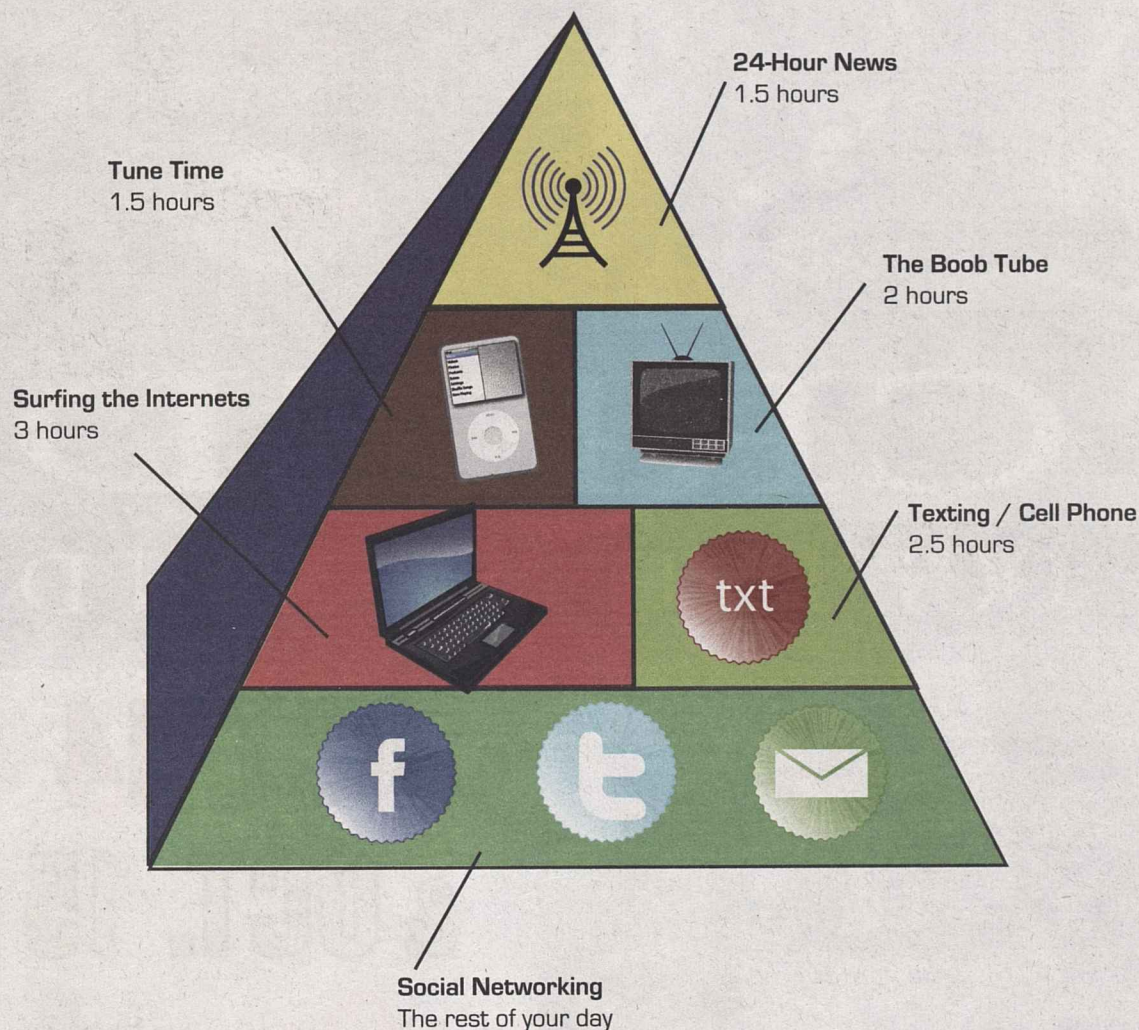 24-Hour News
1.5 hours
Tune Time
1.5 hours
The Boob Tube
2 hours
Surfing the Internets
3 hours
Texting / Cell Phone
2.5 hours
txt
f
t
Social Networking
The rest of your day